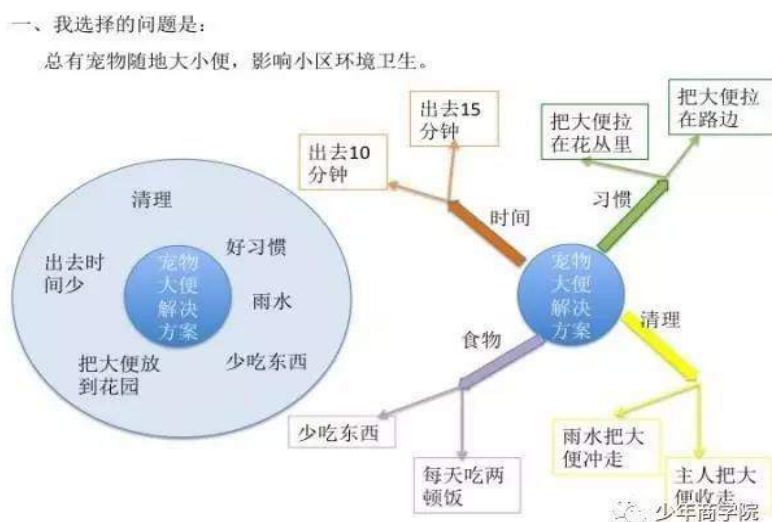 一、我选择的问题是：
总有宠物随地大小便，影响小区环境卫生。
清理
好习惯
出去时
间少
宠物
大便
解决
方案
雨水
少吃东西
把大便放
到花园
出去15
分钟
出去10
分钟
时间
把大便拉
在花丛里
把大便拉
在路边
习惯
宠物
大便
解决
方案
食物
少吃东西
每天吃两
顿饭
清理
雨水把大
便冲走
主人把大
便收走
少年商学院